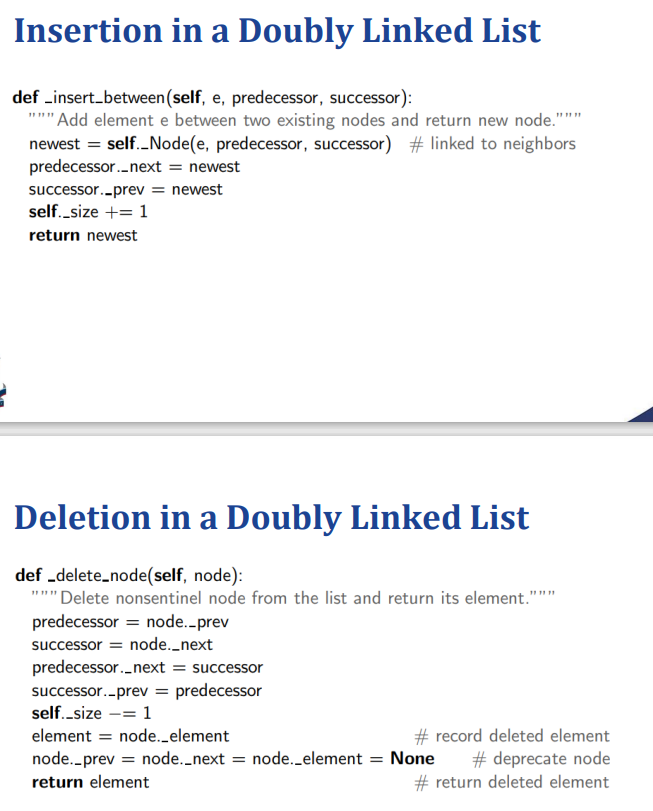 Insertion in a Doubly Linked List
def _insert_between(self, e, predecessor, successor):
"""Add element e between two existing nodes and return new node."""
newest = self._Node(e, predecessor, successor) # linked to neighbors
predecessor._next = newest
successor._prev = newest
self._size += 1
return newest
Deletion in a Doubly Linked List
def _delete_node(self, node):
"""Delete nonsentinel node from the list and return its element."""
predecessor = node._prev
successor = node._next
predecessor._next = successor
successor._prev = predecessor
self._size −= 1
element = node._element # record deleted element
node._prev = node._next = node._element = None # deprecate node
return element # return deleted element